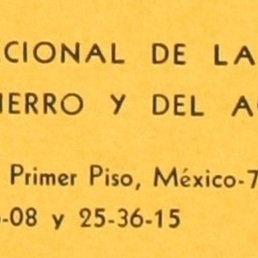 CIONAL DE LA
IERRO Y DEL A
Primer Piso, México-7
-08 y 25-36-15